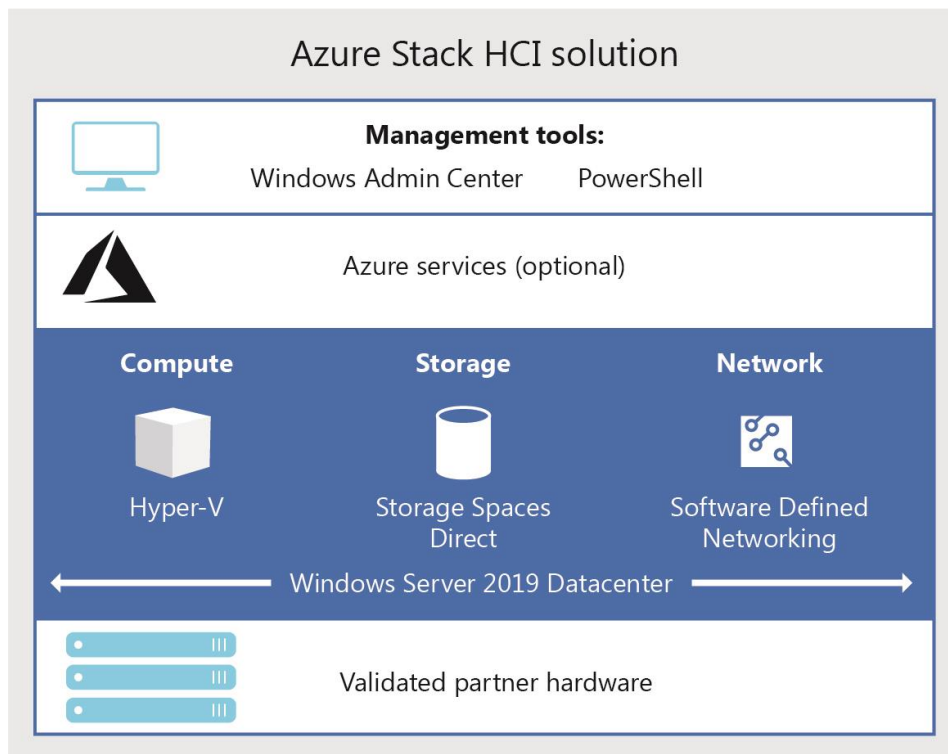 Azure Stack HCI solution
Management tools:
Windows Admin Center PowerShell
Azure services (optional)
Compute Storage Network
Hyper-V Storage Spaces Software Defined
Direct Networking
Windows Server 2019 Datacenter
Validated partner hardware